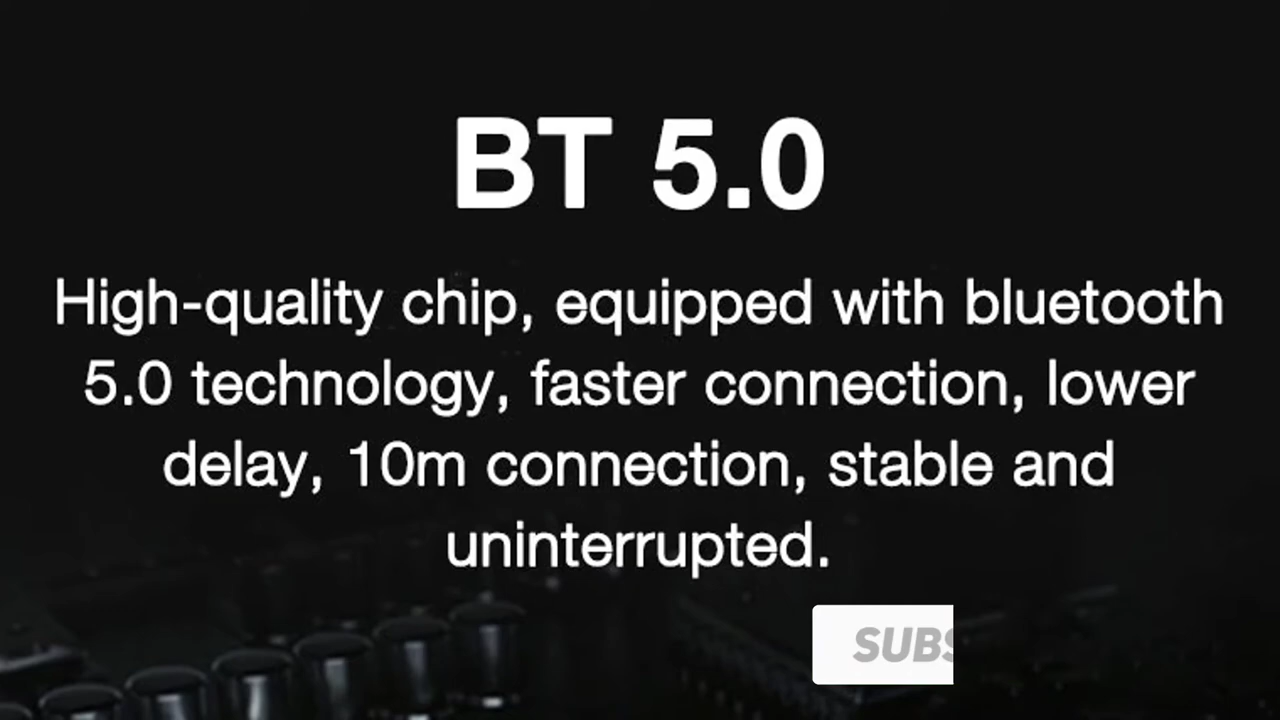 BT 5.0
High-quality chip, equipped with bluetooth
5.0 technology, faster connection, lower
delay, 10m connection, stable and
uninterrupted.
SUBS